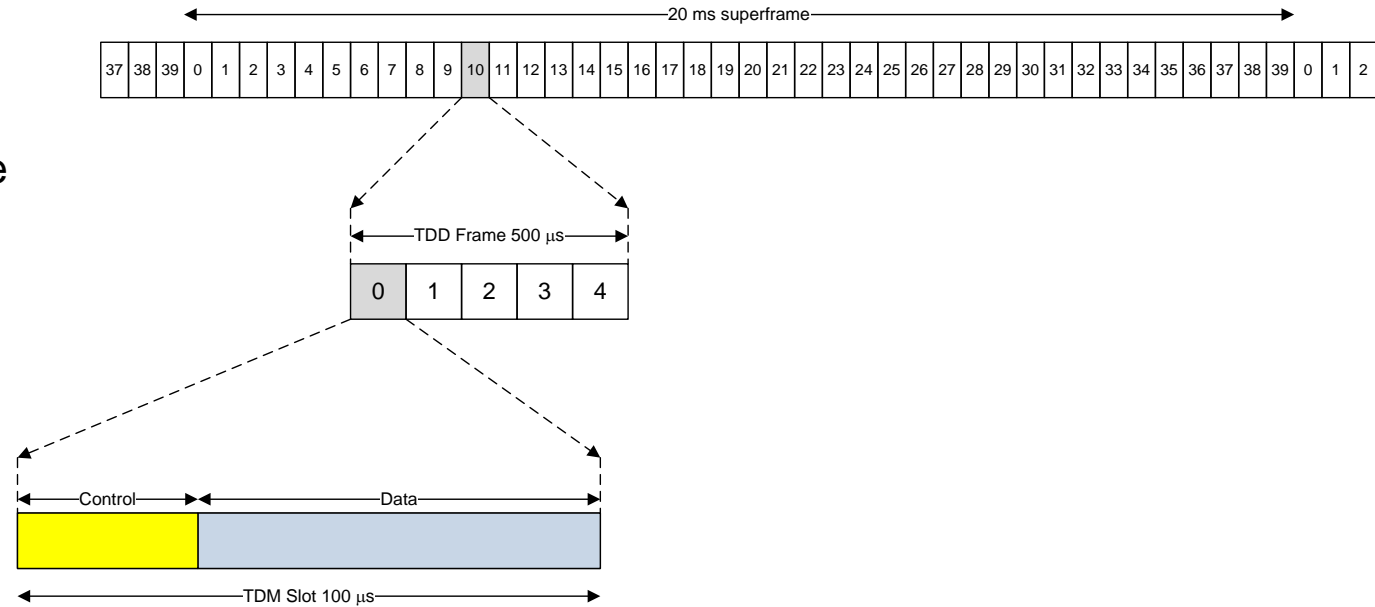 20 ms superframe
37 38 39 0 1 2 3 4 5 6 7 8 9 10 11 12 13 14 15 16 17 18 19 20 21 22 23 24 25 26 27 28 29 30 31 32 33 34 35 36 37 38 39 0 1 2
e
TDD Frame 500 µs
0 1 2 3 4
Control Data
TDM Slot 100 µs